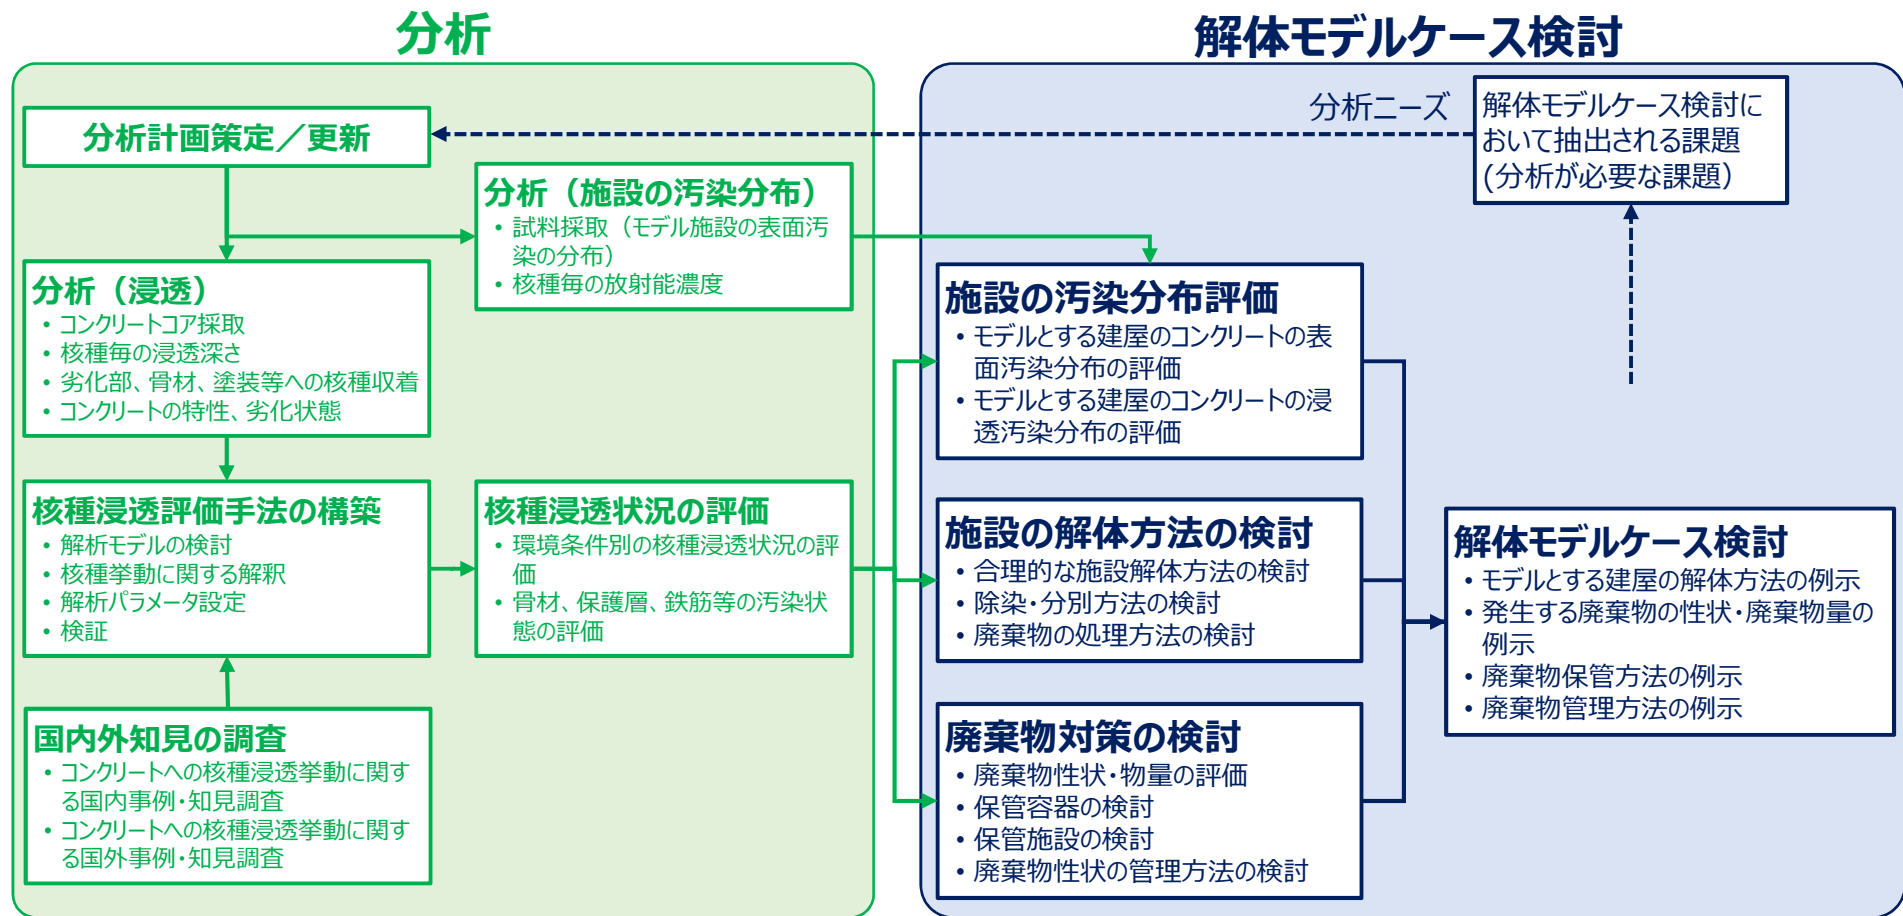 分析
分析計画策定／更新
分析（施設の汚染分布）
• 試料採取（モデル施設の表面汚
染の分布）
• 核種毎の放射能濃度
分析（浸透）
• コンクリートコア採取
• 核種毎の浸透深さ
• 劣化部、骨材、塗装等への核種収着
• コンクリートの特性、劣化状態
核種浸透評価手法の構築
• 解析モデルの検討
• 核種挙動に関する解釈
• 解析パラメータ設定
• 検証
核種浸透状況の評価
• 環境条件別の核種浸透状況の評
価
• 骨材、保護層、鉄筋等の汚染状
態の評価
国内外知見の調査
• コンクリートへの核種浸透挙動に関す
る国内事例・知見調査
• コンクリートへの核種浸透挙動に関す
る国外事例・知見調査
解体モデルケース検討
分析ニーズ
解体モデルケース検討に
おいて抽出される課題
(分析が必要な課題）
施設の汚染分布評価
• モデルとする建屋のコンクリートの表
面汚染分布の評価
• モデルとする建屋のコンクリートの浸
透汚染分布の評価
施設の解体方法の検討
• 合理的な施設解体方法の検討
• 除染・分別方法の検討
• 廃棄物の処理方法の検討
廃棄物対策の検討
• 廃棄物性状・物量の評価
• 保管容器の検討
• 保管施設の検討
• 廃棄物性状の管理方法の検討
解体モデルケース検討
• モデルとする建屋の解体方法の例示
• 発生する廃棄物の性状・廃棄物量の
例示
• 廃棄物保管方法の例示
• 廃棄物管理方法の例示